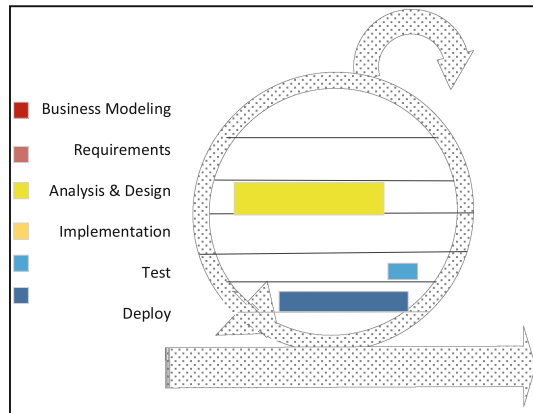 Business Modeling
Requirements
Analysis & Design
Implementation
Test
Deploy